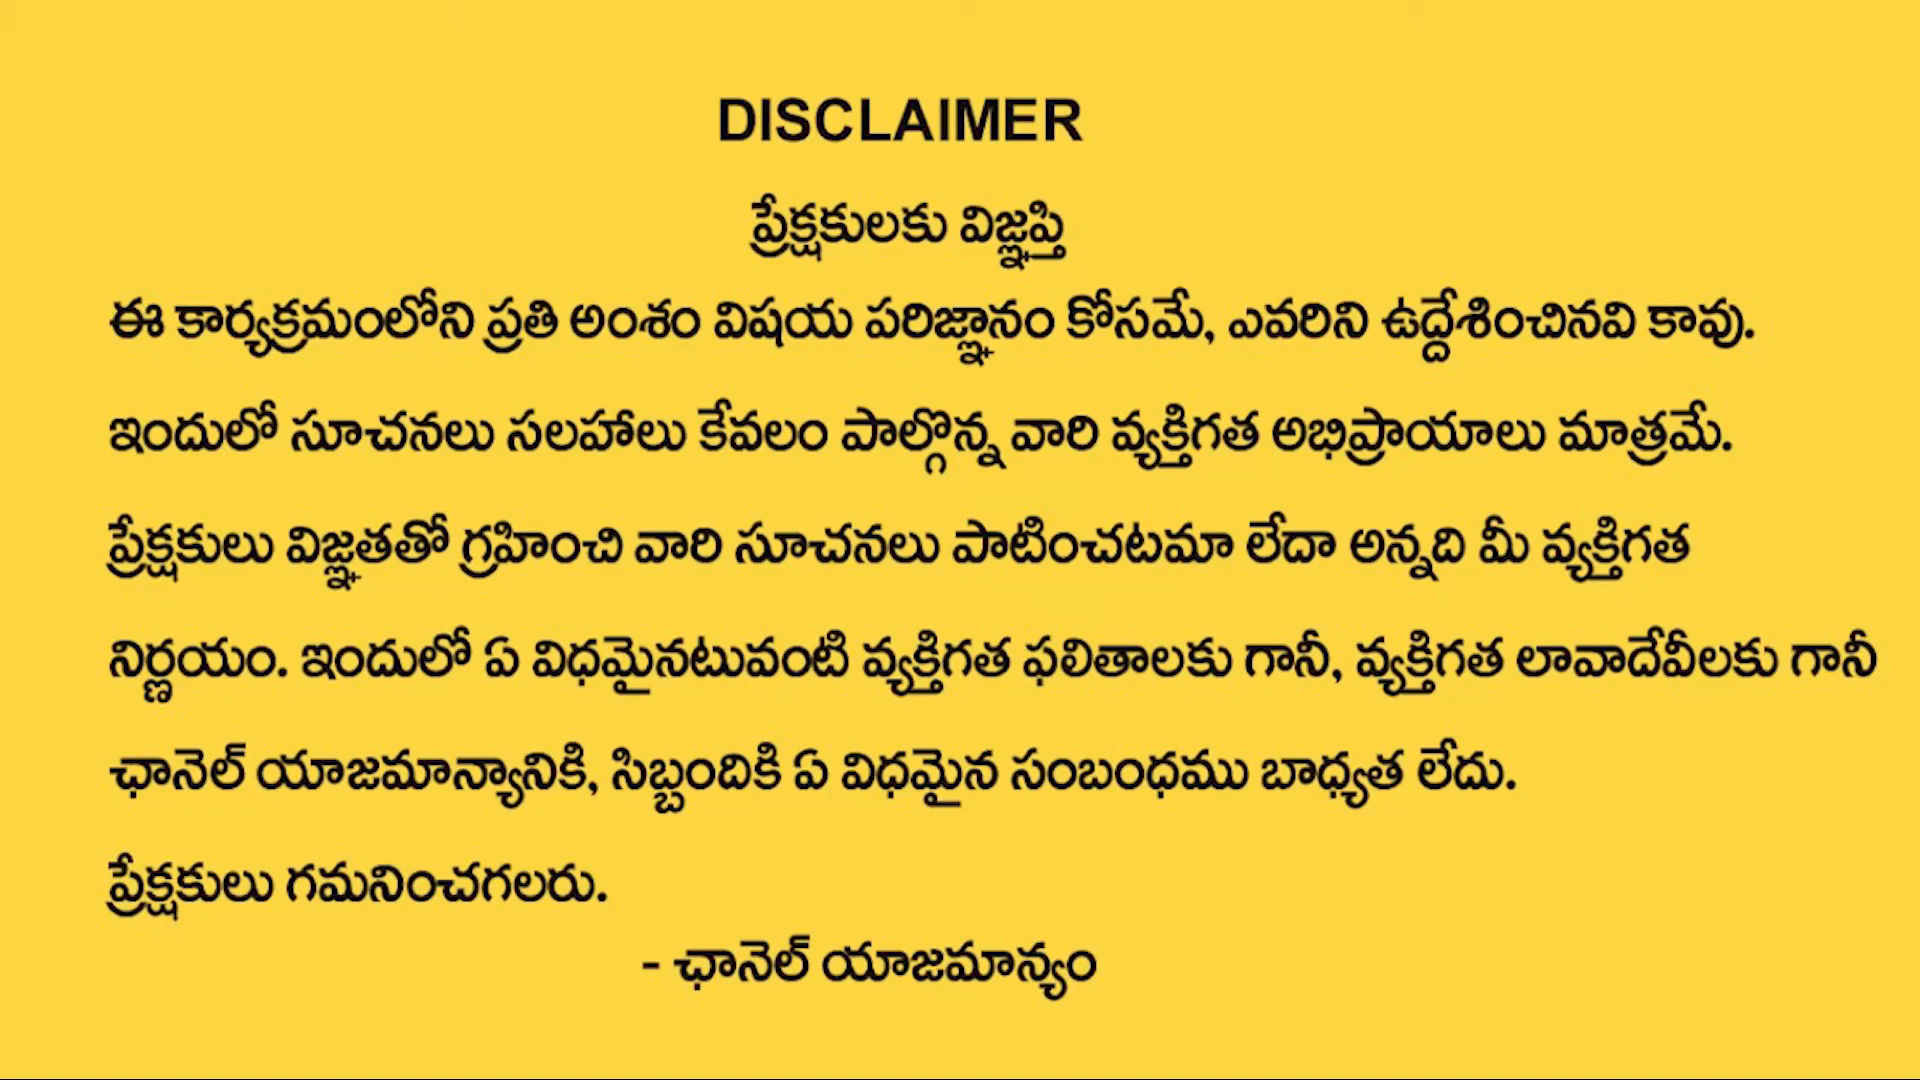 DISCLAIMER
ప్రేక్షకులకు విజ్ఞప్తి
ఈ కార్యక్రమంలోని ప్రతి అంశం విషయ పరిజ్ఞానం కోసమే, ఎవరిని ఉద్దేశించినవి కావు.
ఇందులో సూచనలు సలహాలు కేవలం పాల్గొన్న వారి వ్యక్తిగత అభిప్రాయాలు మాత్రమే.
ప్రేక్షకులు విజ్ఞతతో గ్రహించి వారి సూచనలు పాటించటమా లేదా అన్నది మీ వ్యక్తిగత
నిర్ణయం. ఇందులో ఏ విధమైనటువంటి వ్యక్తిగత ఫలితాలకు గానీ, వ్యక్తిగత లావాదేవీలకు గానీ
ఛానెల్ యాజమాన్యానికి, సిబ్బందికి ఏ విధమైన సంబంధము బాధ్యత లేదు.
ప్రేక్షకులు గమనించగలరు.
- ఛానెల్ యాజమాన్యం